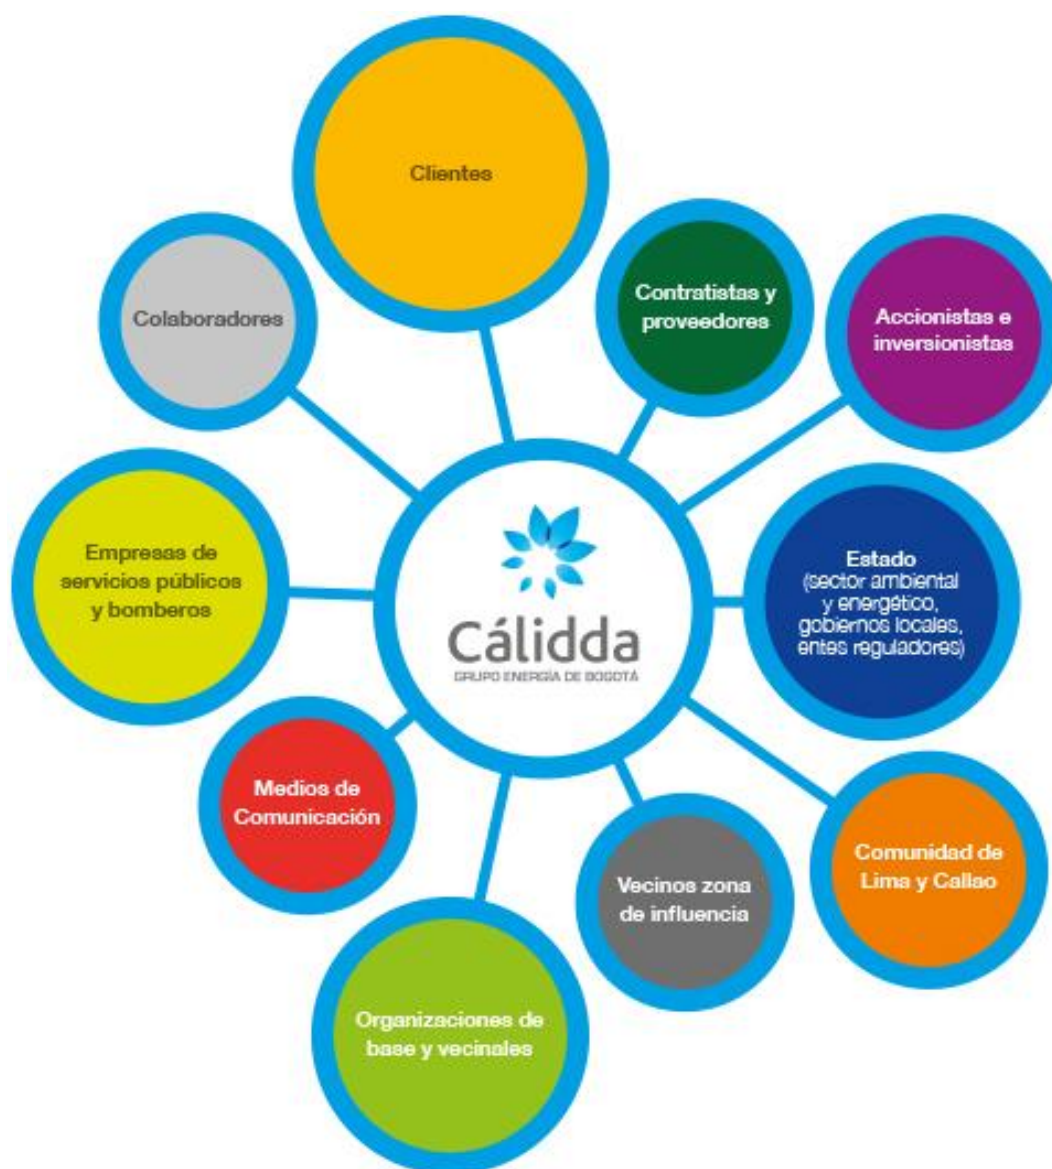 Clientes
Colaboradores
Contratistas y
proveedores
Accionistas e
inversionistas
Empresas de
servicios públicos
y bomberos
Cálidda
GRUPO ENERGÍA DE BOGOTÁ
Estado
(sector ambiental
y energético,
gobiernos locales,
entes reguladores)
Medios de
Comunicación
Vecinos zona
de influencia
Comunidad de
Lima y Callao
Organizaciones de
base y vecinales